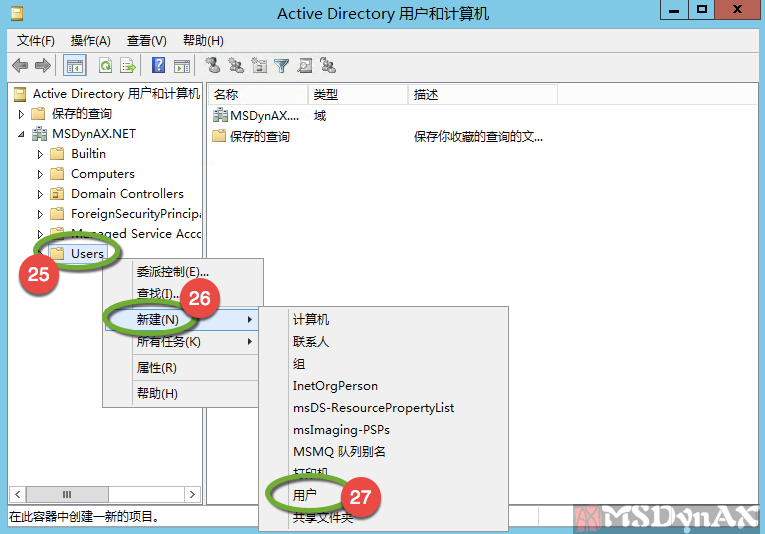 Active Directory 用户和计算机
文件(F) 操作(A) 查看(V) 帮助(H)
Active Directory 用户和计算机
保存的查询
MSDynAX.NET
Builtin
Computers
Domain Controllers
ForeignSecurityPrincipa
Managed Service Acco
Users
名称 类型 描述
MSDynAX.... 域
保存的查询 保存你收藏的查询的文...
25
26
27
委派控制(E)...
查找(I)...
新建(N)
所有任务(K)
属性(R)
帮助(H)
计算机
联系人
组
InetOrgPerson
msDS-ResourcePropertyList
msImaging-PSPs
MSMQ 队列别名
打印机
用户
共享文件夹
在此容器中创建一新的项目。
MSDynAX